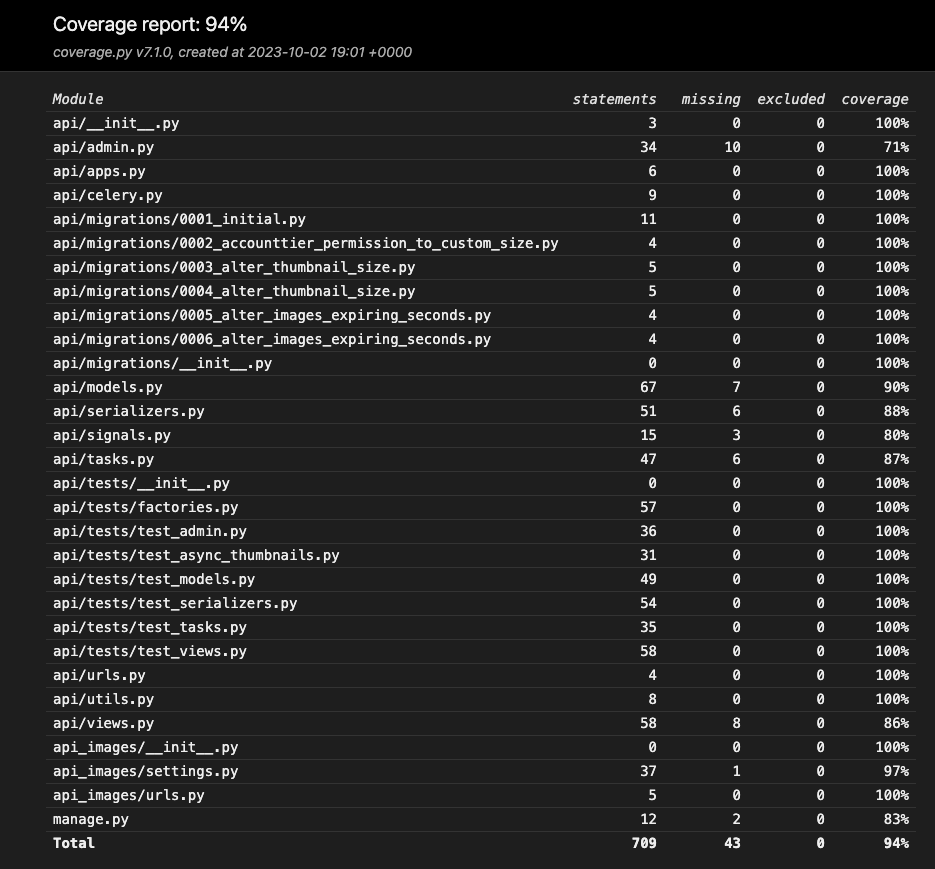 Coverage report: 94%
coverage.py v7.1.0, created at 2023-10-02 19:01 +0000
Module statements missing excluded coverage
api/__init__.py 3 0 0 100%
api/admin.py 34 10 0 71%
api/apps.py 6 0 0 100%
api/celery.py 9 0 0 100%
api/migrations/0001_initial.py 11 0 0 100%
api/migrations/0002_accounttier_permission_to_custom_size.py 4 0 0 100%
api/migrations/0003_alter_thumbnail_size.py 5 0 0 100%
api/migrations/0004_alter_thumbnail_size.py 5 0 0 100%
api/migrations/0005_alter_images_expiring_seconds.py 4 0 0 100%
api/migrations/0006_alter_images_expiring_seconds.py 4 0 0 100%
api/migrations/__init__.py 0 0 0 100%
api/models.py 67 7 0 90%
api/serializers.py 51 6 0 88%
api/signals.py 15 3 0 80%
api/tasks.py 47 6 0 87%
api/tests/__init__.py 0 0 0 100%
api/tests/factories.py 57 0 0 100%
api/tests/test_admin.py 36 0 0 100%
api/tests/test_async_thumbnails.py 31 0 0 100%
api/tests/test_models.py 49 0 0 100%
api/tests/test_serializers.py 54 0 0 100%
api/tests/test_tasks.py 35 0 0 100%
api/tests/test_views.py 58 0 0 100%
api/urls.py 4 0 0 100%
api/utils.py 8 0 0 100%
api/views.py 58 8 0 86%
api_images/__init__.py 0 0 0 100%
api_images/settings.py 37 1 0 97%
api_images/urls.py 5 0 0 100%
manage.py 12 2 0 83%
Total 709 43 0 94%